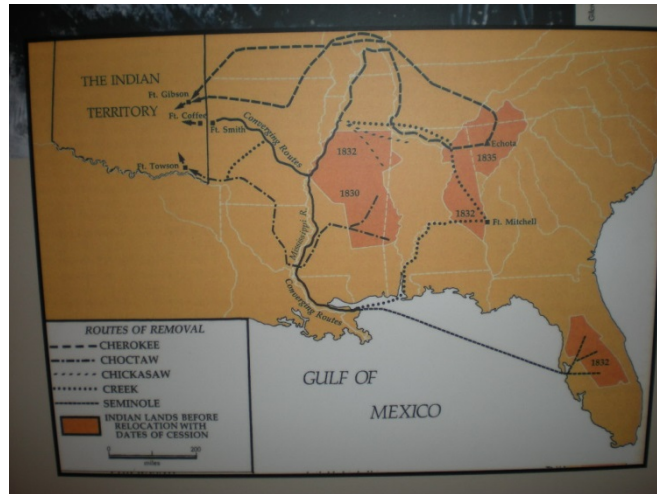 THE INDIAN
TERRITORY
Ft. Gibson
Ft. Coffee
Ft. Smith
Ft. Towson
Converging Routes
1832
1830
Echota
1835
1832
Ft. Mitchell
Mississippi R.
Converging Routes
1832
GULF OF
MEXICO
ROUTES OF REMOVAL
CHEROKEE
CHOCTAW
CHICKASAW
CREEK
SEMINOLE
INDIAN LANDS BEFORE
RELOCATION WITH
DATES OF CESSION
0 200
miles